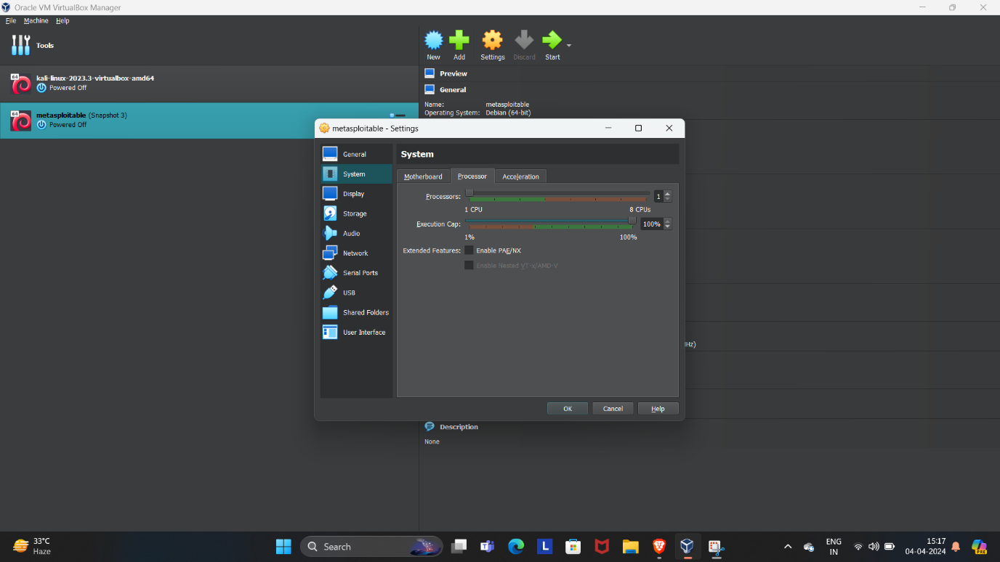 Oracle VM VirtualBox Manager
File Machine Help
Tools
New Add Settings Discard Start
64
kali-linux-2023.3-virtualbox-amd64
Powered Off
64
metasploitable (Snapshot 3)
Powered Off
Preview
General
Name: metasploitable
Operating System: Debian (64-bit)
metasploitable - Settings
General
System
Display
Storage
Audio
Network
Serial Ports
USB
Shared Folders
User Interface
System
Motherboard Processor Acceleration
Processors: 1
1 CPU 8 CPUs
Execution Cap: 100%
1% 100%
Extended Features: Enable PAE/NX
Enable Nested VT-x/AMD-V
OK Cancel Help
Hz)
Description
None
33°C
Haze
Search
L
ENG
IN
15:17
04-04-2024
PRE